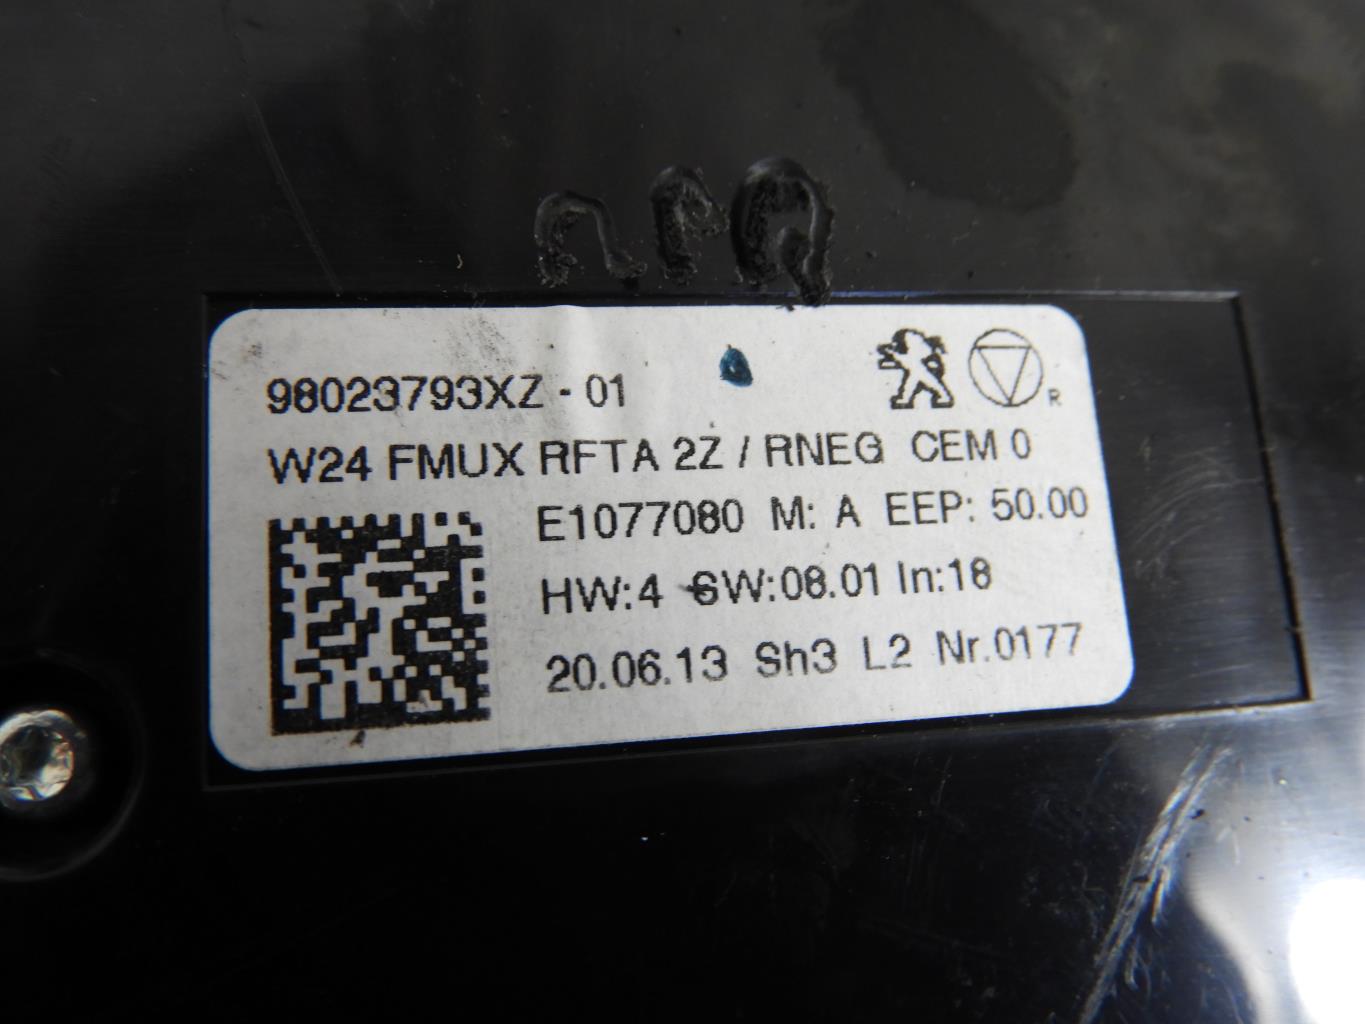 98023793XZ - 01
R
W24 FMUX RFTA 2Z / RNEG CEM 0
E1077080 M: A EEP: 50.00
HW:4 SW:08.01 In:18
20.06.13 Sh3 L2 Nr.0177